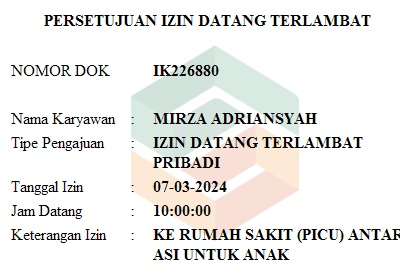 PERSETUJUAN IZIN DATANG TERLAMBAT
NOMOR DOK IK226880
Nama Karyawan : MIRZA ADRIANSYAH
Tipe Pengajuan : IZIN DATANG TERLAMBAT
PRIBADI
Tanggal Izin : 07-03-2024
Jam Datang : 10:00:00
Keterangan Izin : KE RUMAH SAKIT (PICU) ANTAR
ASI UNTUK ANAK